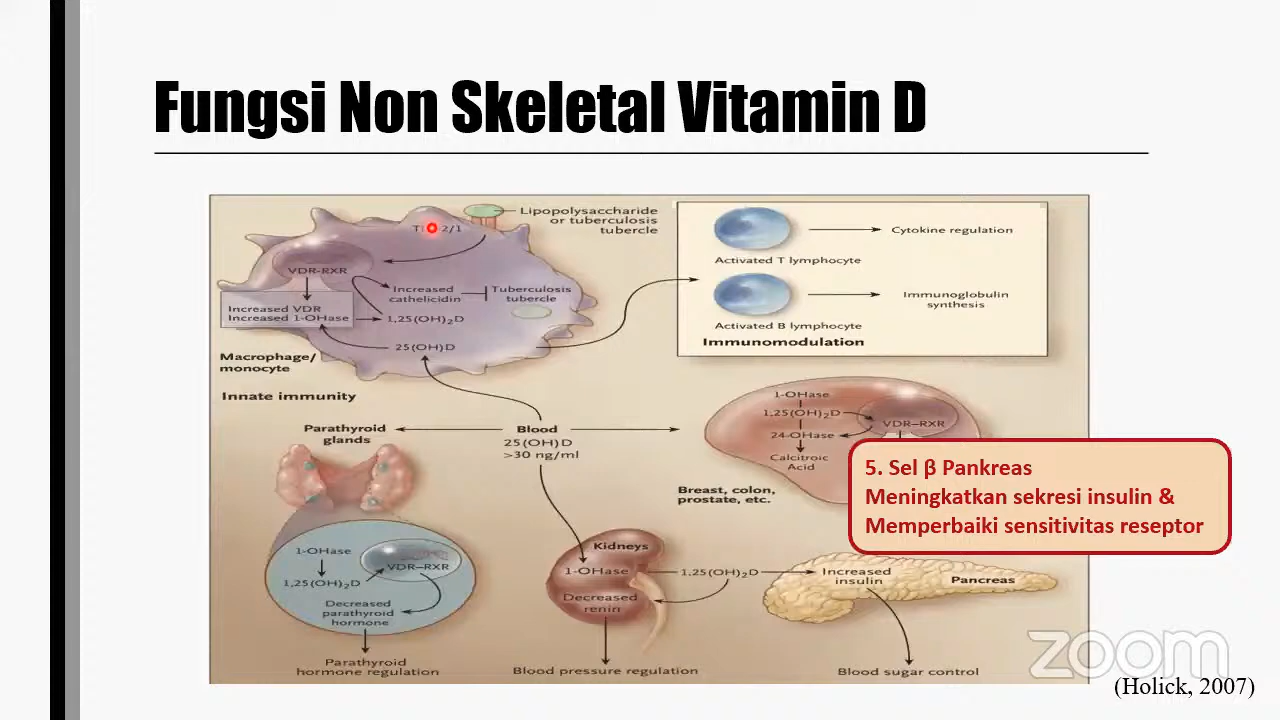 Fungsi Non Skeletal Vitamin D
Lipopolysaccharide
or tuberculosis
tubercle
2/1
VDR-RXR
Increased
cathelicidin
Tuberculosis
tubercle
Increased VDR
Increased 1-OHase
1,25(OH)₂D
25(OH)D
Macrophage/
monocyte
Innate immunity
Cytokine regulation
Activated T lymphocyte
Immunoglobulin
synthesis
Activated B lymphocyte
Immunomodulation
Parathyroid
glands
Blood
25(OH)D
>30 ng/ml
1-OHase
1,25(OH)₂D
24-OHase
Calcitroic
Acid
VDR–RXR
Breast, colon,
prostate, etc.
5. Sel β Pankreas
Meningkatkan sekresi insulin &
Memperbaiki sensitivitas reseptor
1-OHase
1,25(OH)₂D
VDR–RXR
Decreased
parathyroid
hormone
Parathyroid
hormone regulation
Kidneys
1-OHase
Decreased
renin
1,25(OH)₂D
Blood pressure regulation
Increased
insulin
Pancreas
Blood sugar control
zoom
(Holick, 2007)